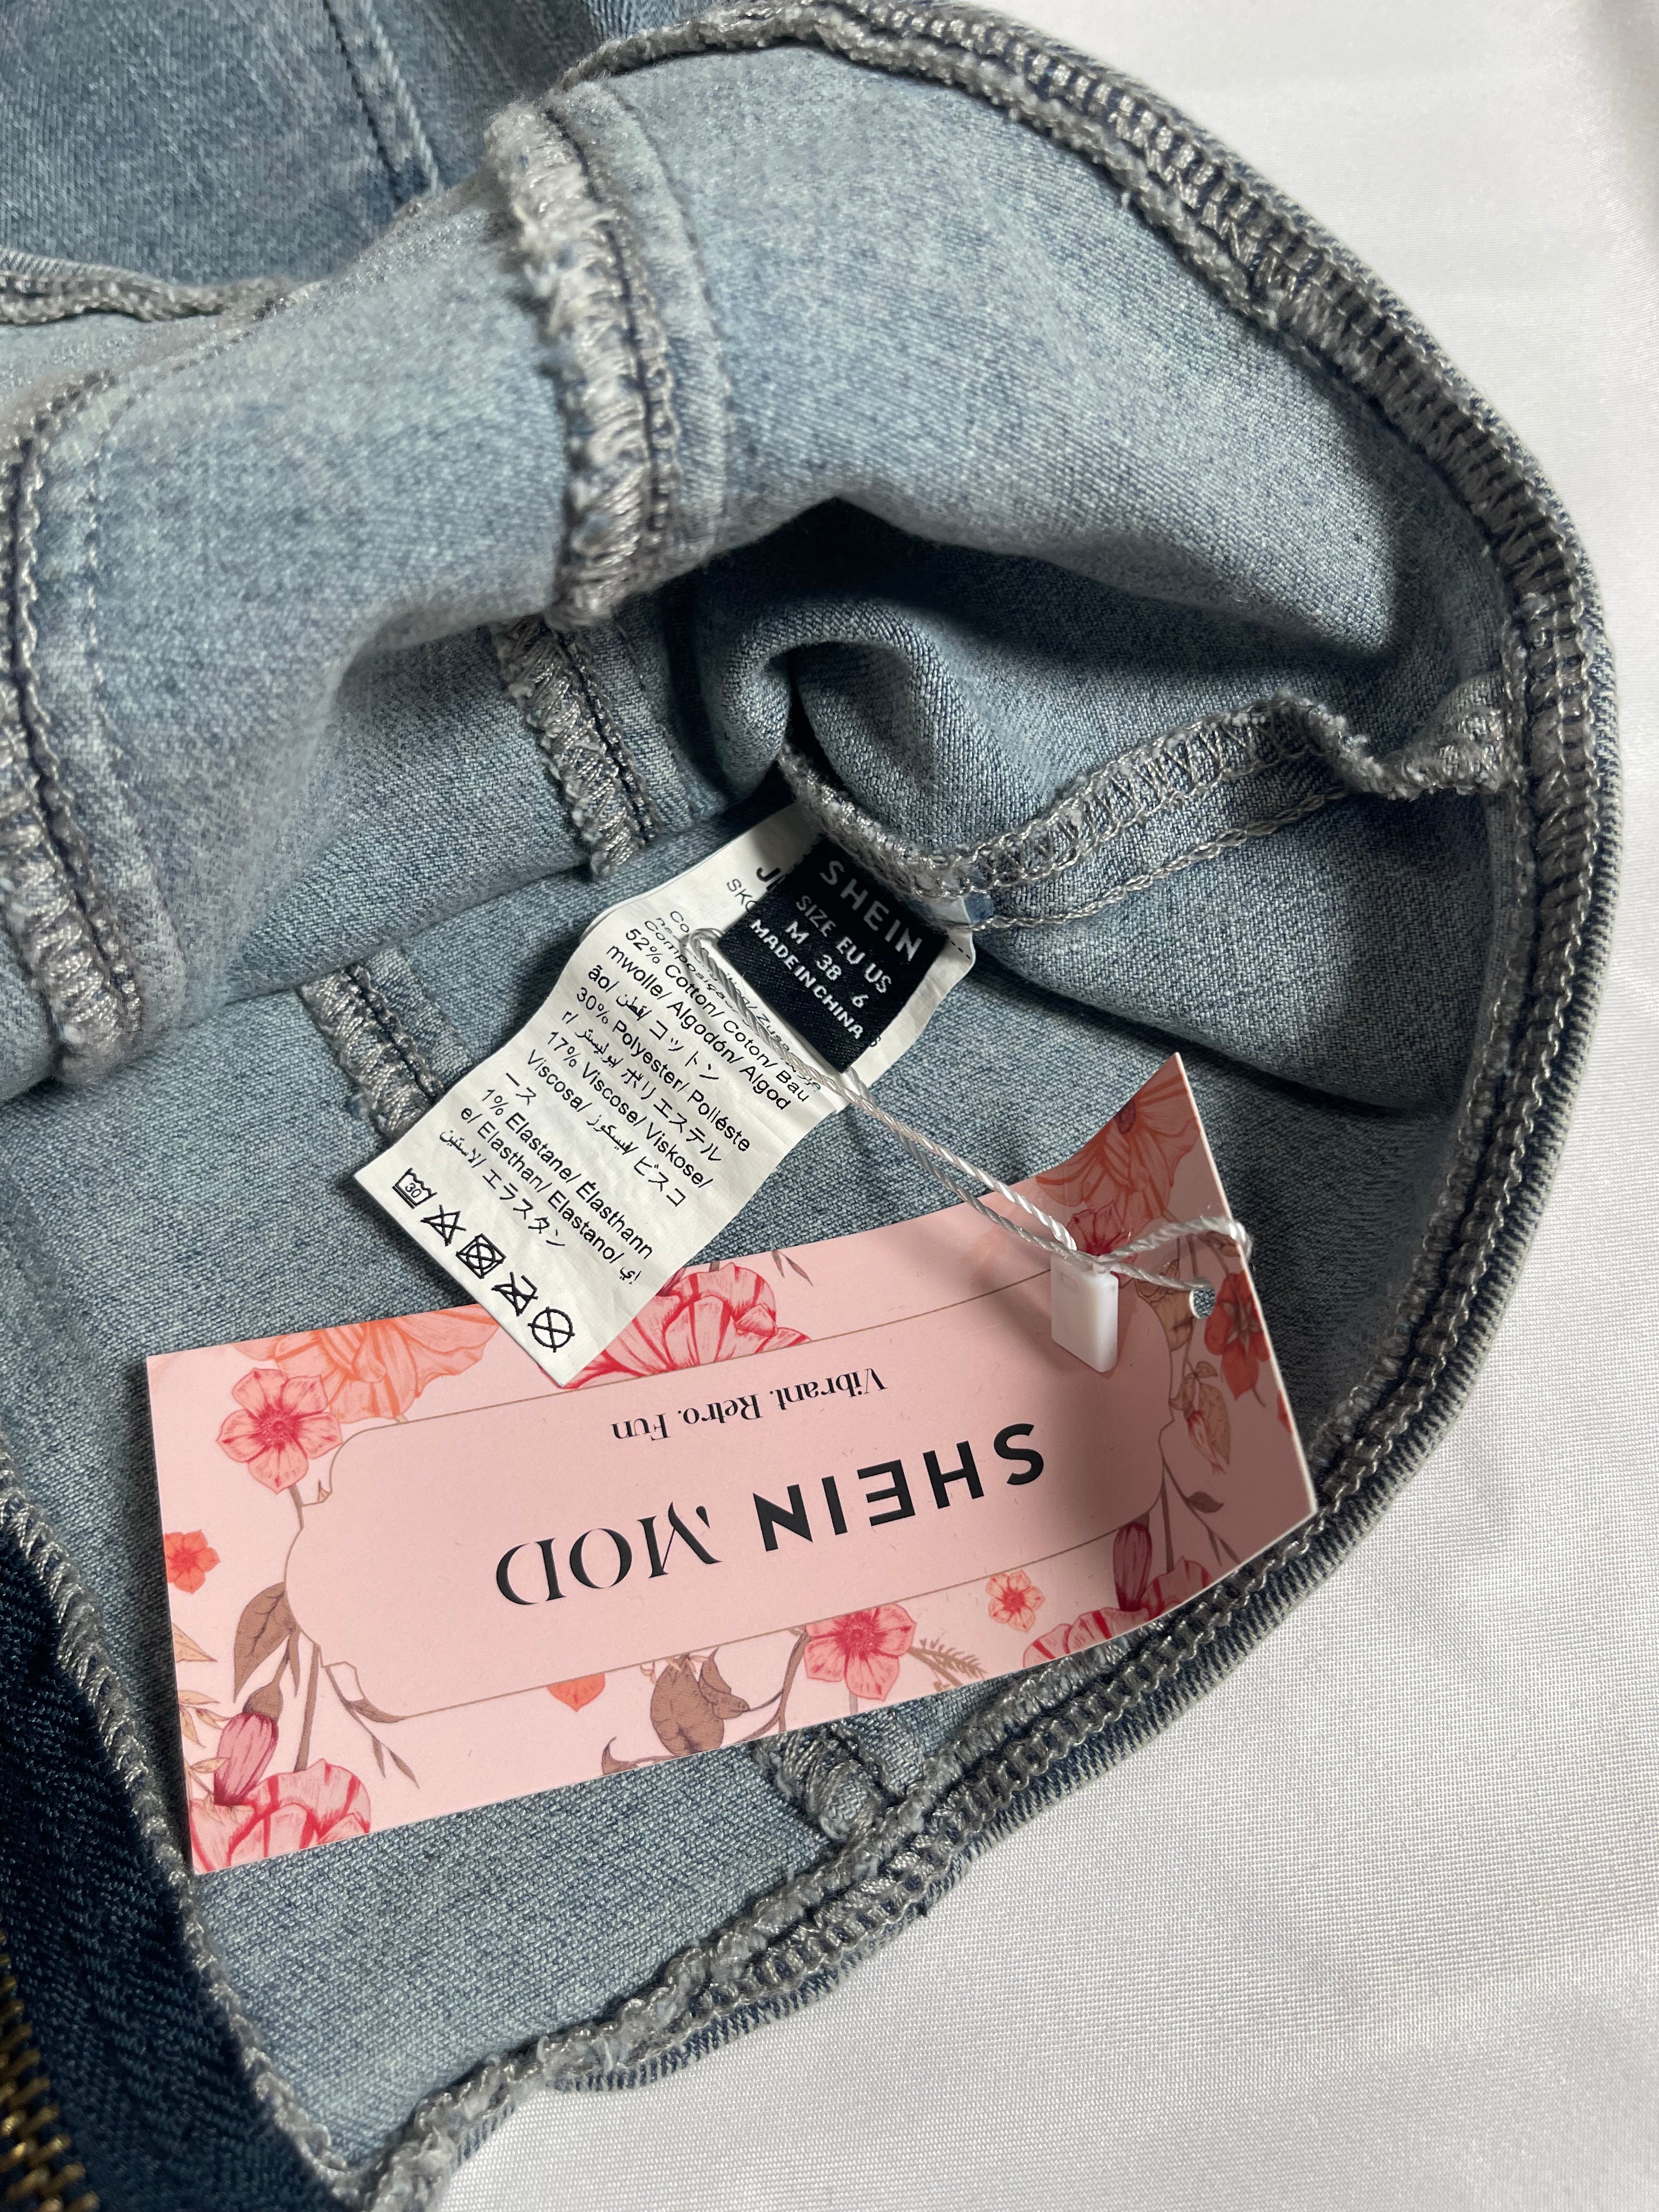 SHEIN
SIZE EU US
M 38 6
MADE IN CHINA
52% Cotton/ Coton/ Bau
mwolle/ Algodón/ Algod
ão/ قطن/ コットン
30% Polyester/ Poliéste
r/ بوليستر/ ポリエステル
17% Viscose/ Viskose/
Viscosa/ فيسكوز/ ビスコ
ース
1% Elastane/ Élasthann
e/ Elasthan/ Elastano/ إي
لاستين/ エラスタン
30
SHEIN MOD
Vibrant. Retro. Fun